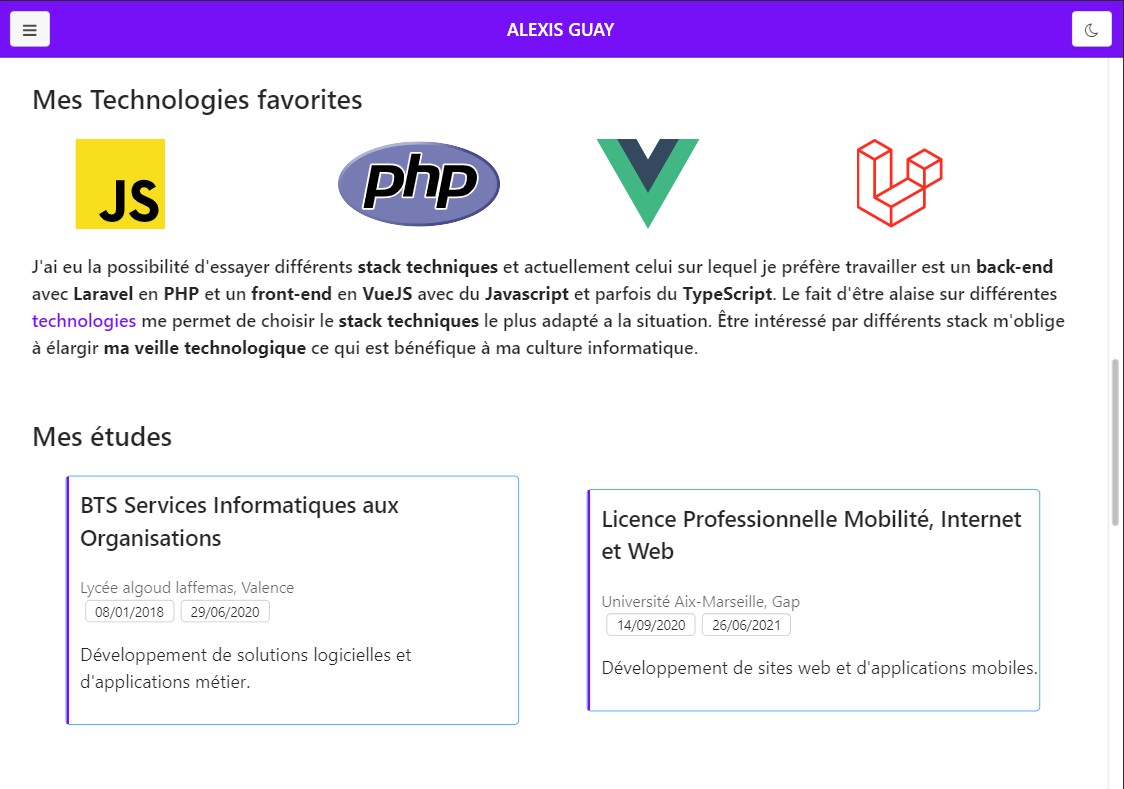 ALEXIS GUAY
Mes Technologies favorites
JS
php
J'ai eu la possibilité d'essayer différents stack techniques et actuellement celui sur lequel je préfère travailler est un back-end
avec Laravel en PHP et un front-end en VueJS avec du Javascript et parfois du TypeScript. Le fait d'être alaise sur différentes
technologies me permet de choisir le stack techniques le plus adapté a la situation. Être intéressé par différents stack m'oblige
à élargir ma veille technologique ce qui est bénéfique à ma culture informatique.
Mes études
BTS Services Informatiques aux
Organisations
Lycée algoud laffemas, Valence
08/01/2018 29/06/2020
Développement de solutions logicielles et
d'applications métier.
Licence Professionnelle Mobilité, Internet
et Web
Université Aix-Marseille, Gap
14/09/2020 26/06/2021
Développement de sites web et d'applications mobiles.